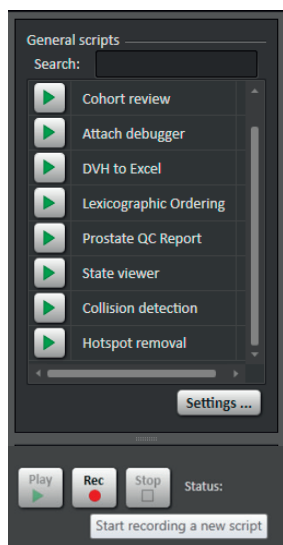 General scripts
Search:
Cohort review
Attach debugger
DVH to Excel
Lexicographic Ordering
Prostate QC Report
State viewer
Collision detection
Hotspot removal
Settings ...
Play Rec Stop Status:
Start recording a new script